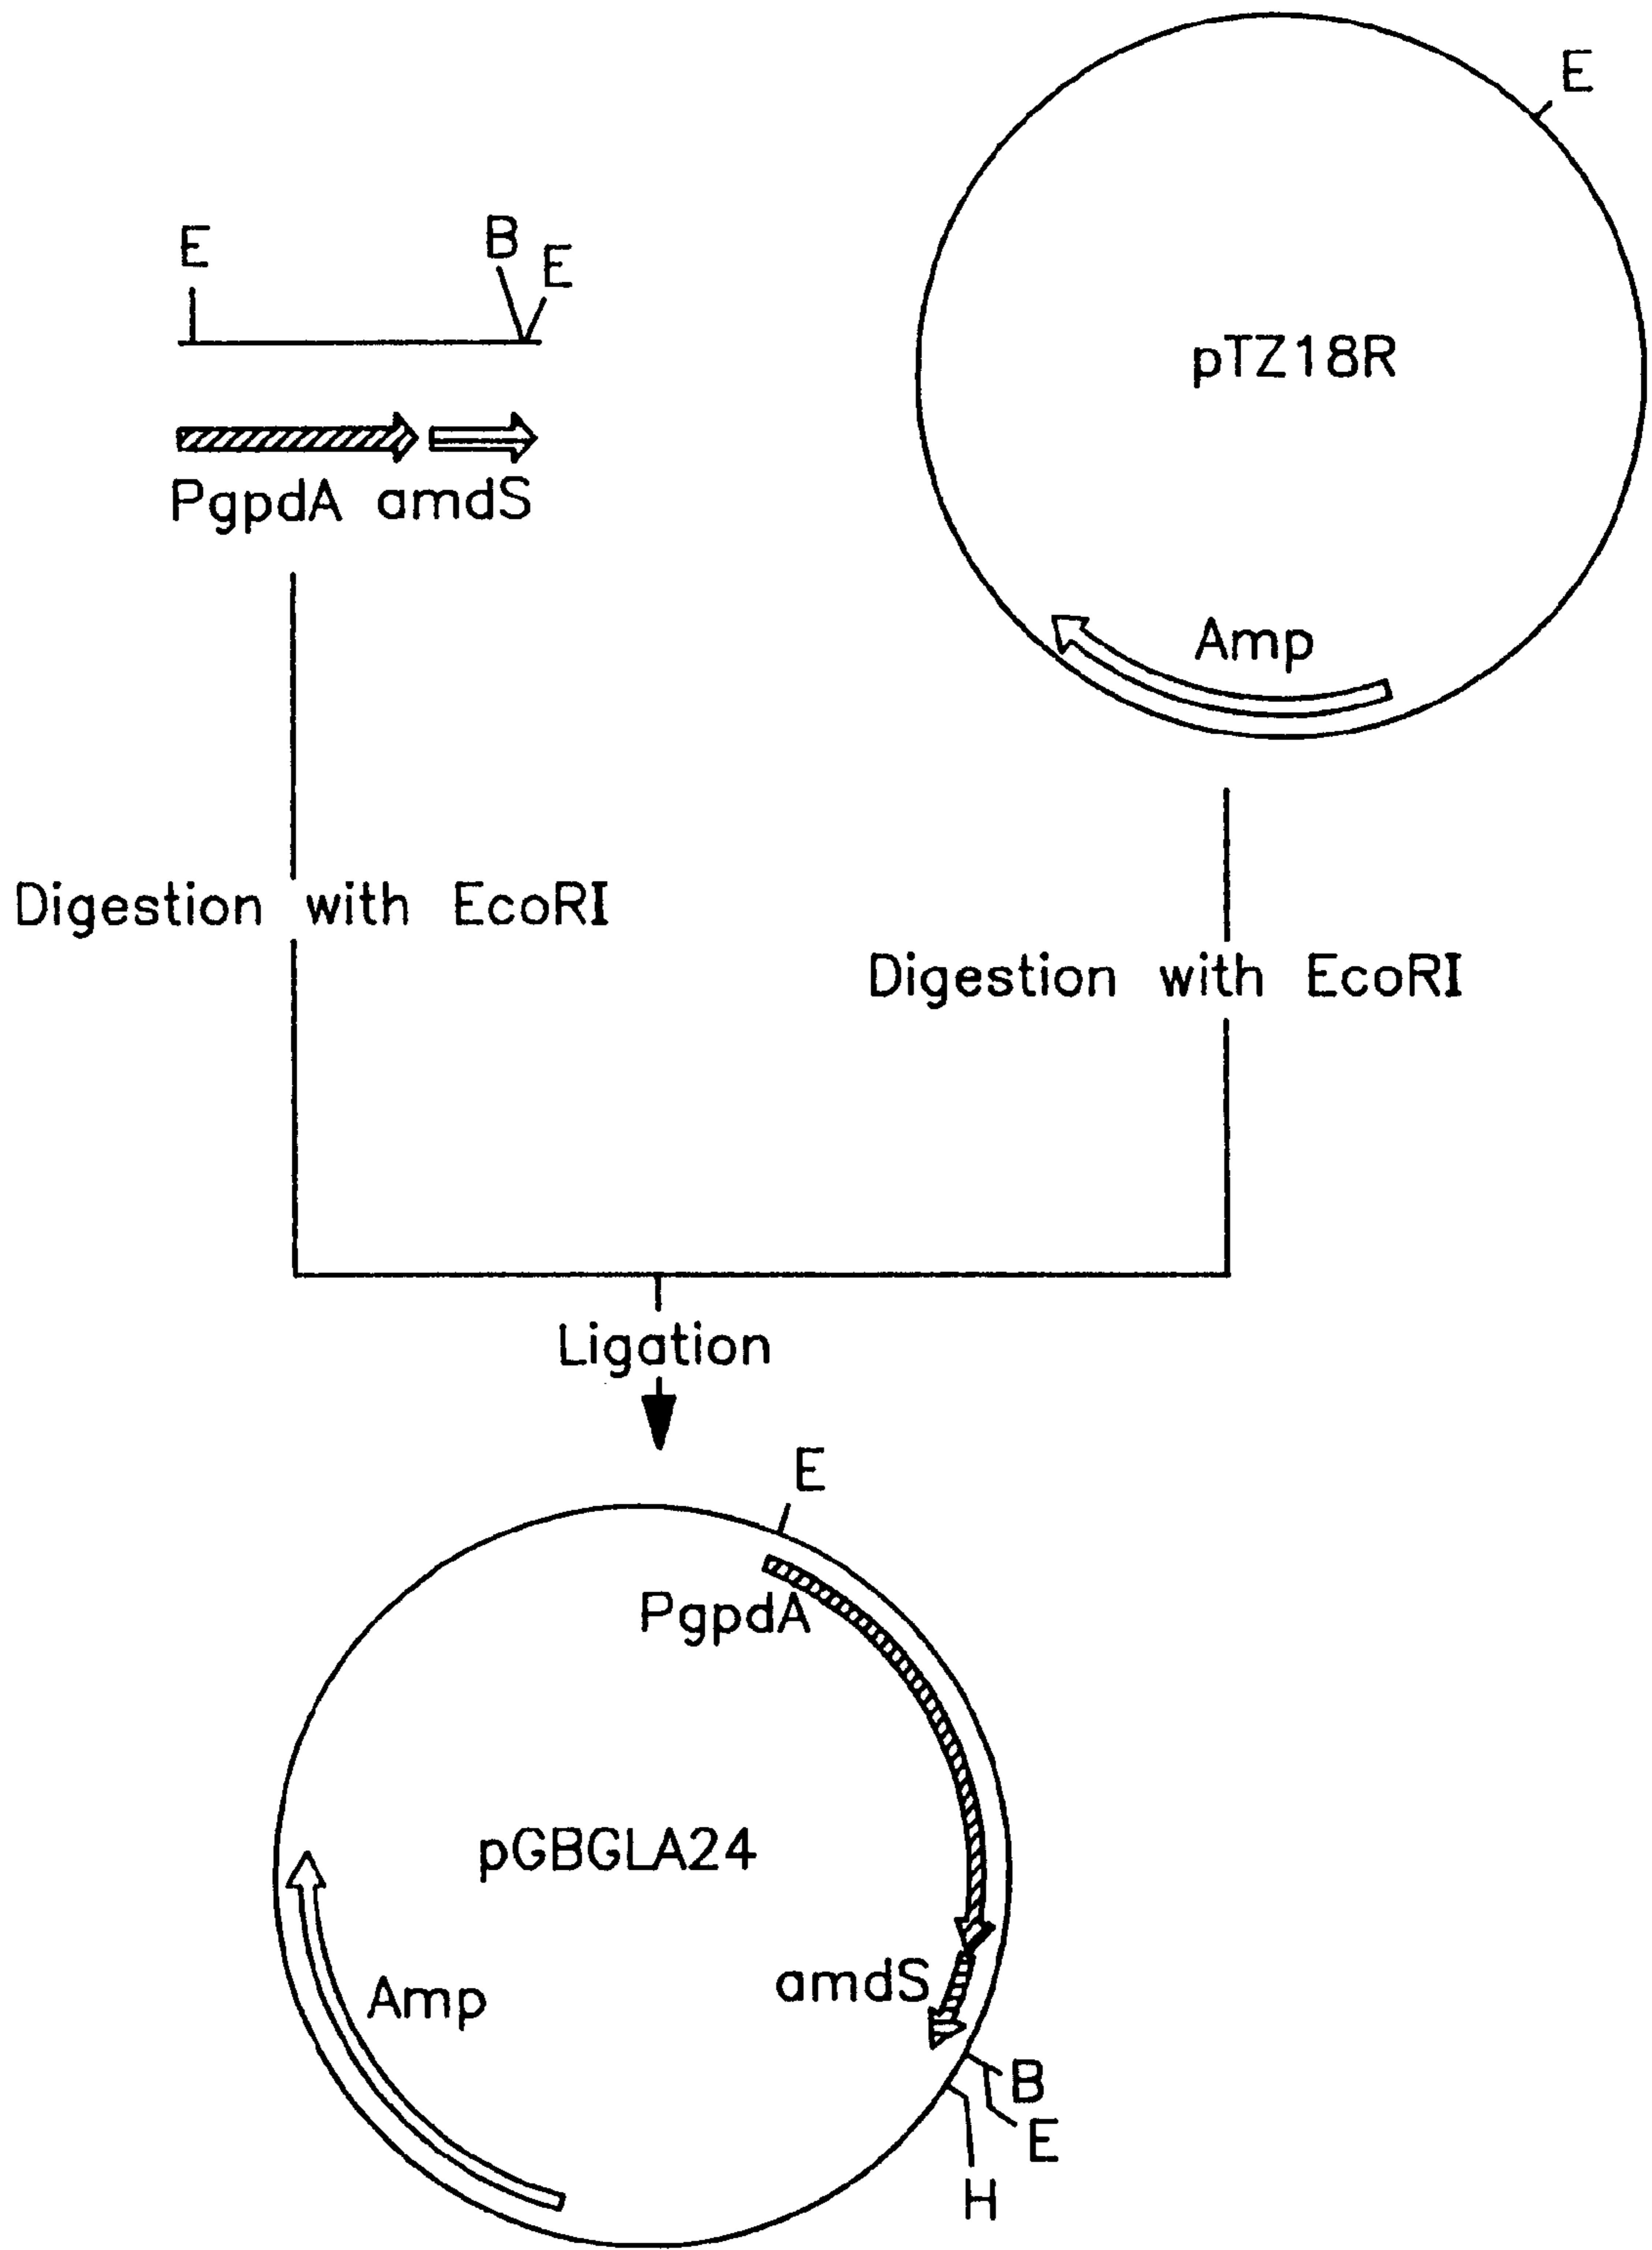 E
E
B
E
pTZ18R
PgpdA amdS
Amp
Digestion with EcoRI
Digestion with EcoRI
Ligation
E
PgpdA
pGBGLA24
amdS
Amp
B
E
H